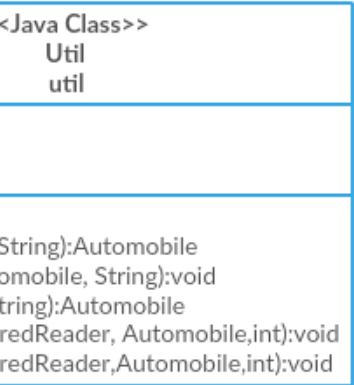 <Java Class>>
Util
util
String):Automobile
omobile, String):void
tring):Automobile
redReader, Automobile,int):void
redReader,Automobile,int):void